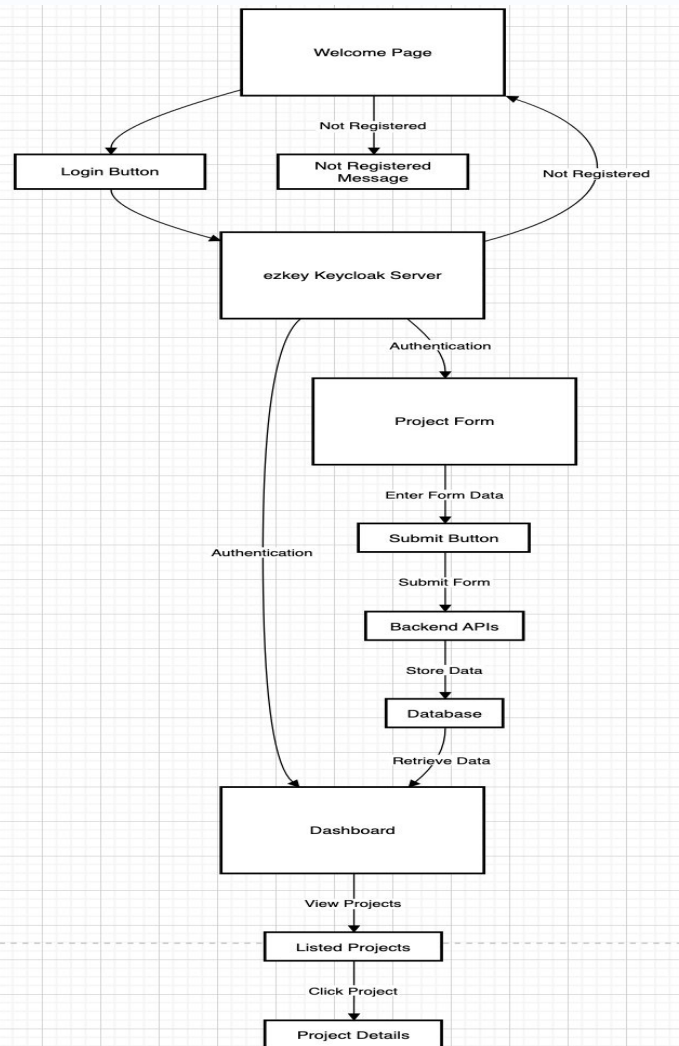 Welcome Page
Not Registered
Login Button
Not Registered
Message
Not Registered
ezkey Keycloak Server
Authentication
Project Form
Enter Form Data
Submit Button
Authentication
Submit Form
Backend APIs
Store Data
Database
Retrieve Data
Dashboard
View Projects
Listed Projects
Click Project
Project Details